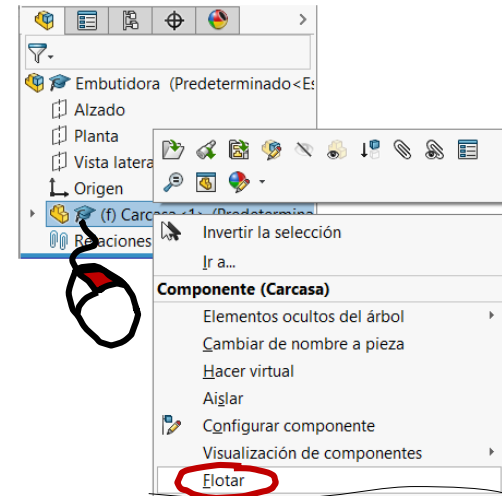 Embutidora (Predeterminado<Es
Alzado
Planta
Vista latera
Origen
(f) Carcasa<1> (Predetermina
Relaciones
Invertir la selección
Ir a...
Componente (Carcasa)
Elementos ocultos del árbol
Cambiar de nombre a pieza
Hacer virtual
Aislar
Configurar componente
Visualización de componentes
Flotar